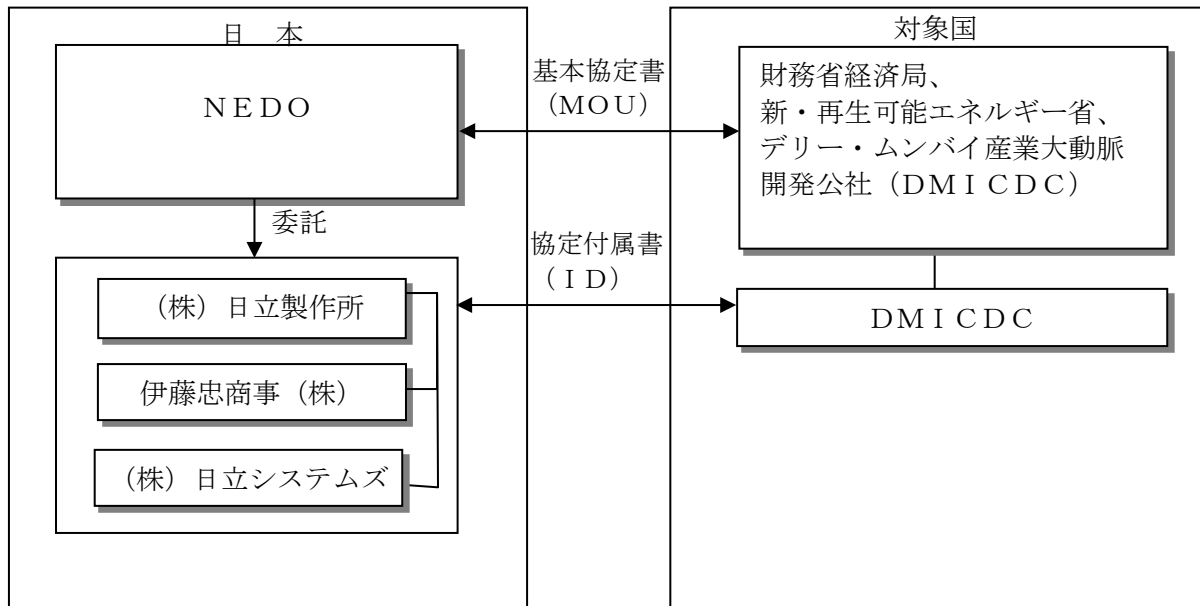 日　本
ＮＥＤＯ
委託
（株）日立製作所
伊藤忠商事（株）
（株）日立システムズ
基本協定書
（ＭＯＵ）
協定付属書
（ＩＤ）
対象国
財務省経済局、
新・再生可能エネルギー省、
デリー・ムンバイ産業大動脈
開発公社（ＤＭＩＣＤＣ）
ＤＭＩＣＤＣ